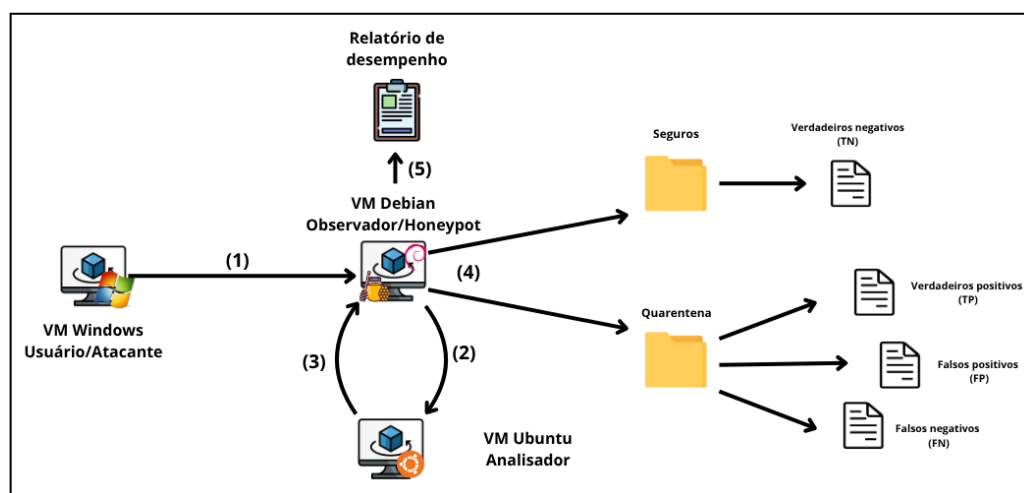 Relatório de
desempenho
(5)
VM Debian
Observador/Honeypot
(1)
VM Windows
Usuário/Atacante
(4)
(3)
(2)
VM Ubuntu
Analisador
Seguros
Verdadeiros negativos
(TN)
Quarentena
Verdadeiros positivos
(TP)
Falsos positivos
(FP)
Falsos negativos
(FN)